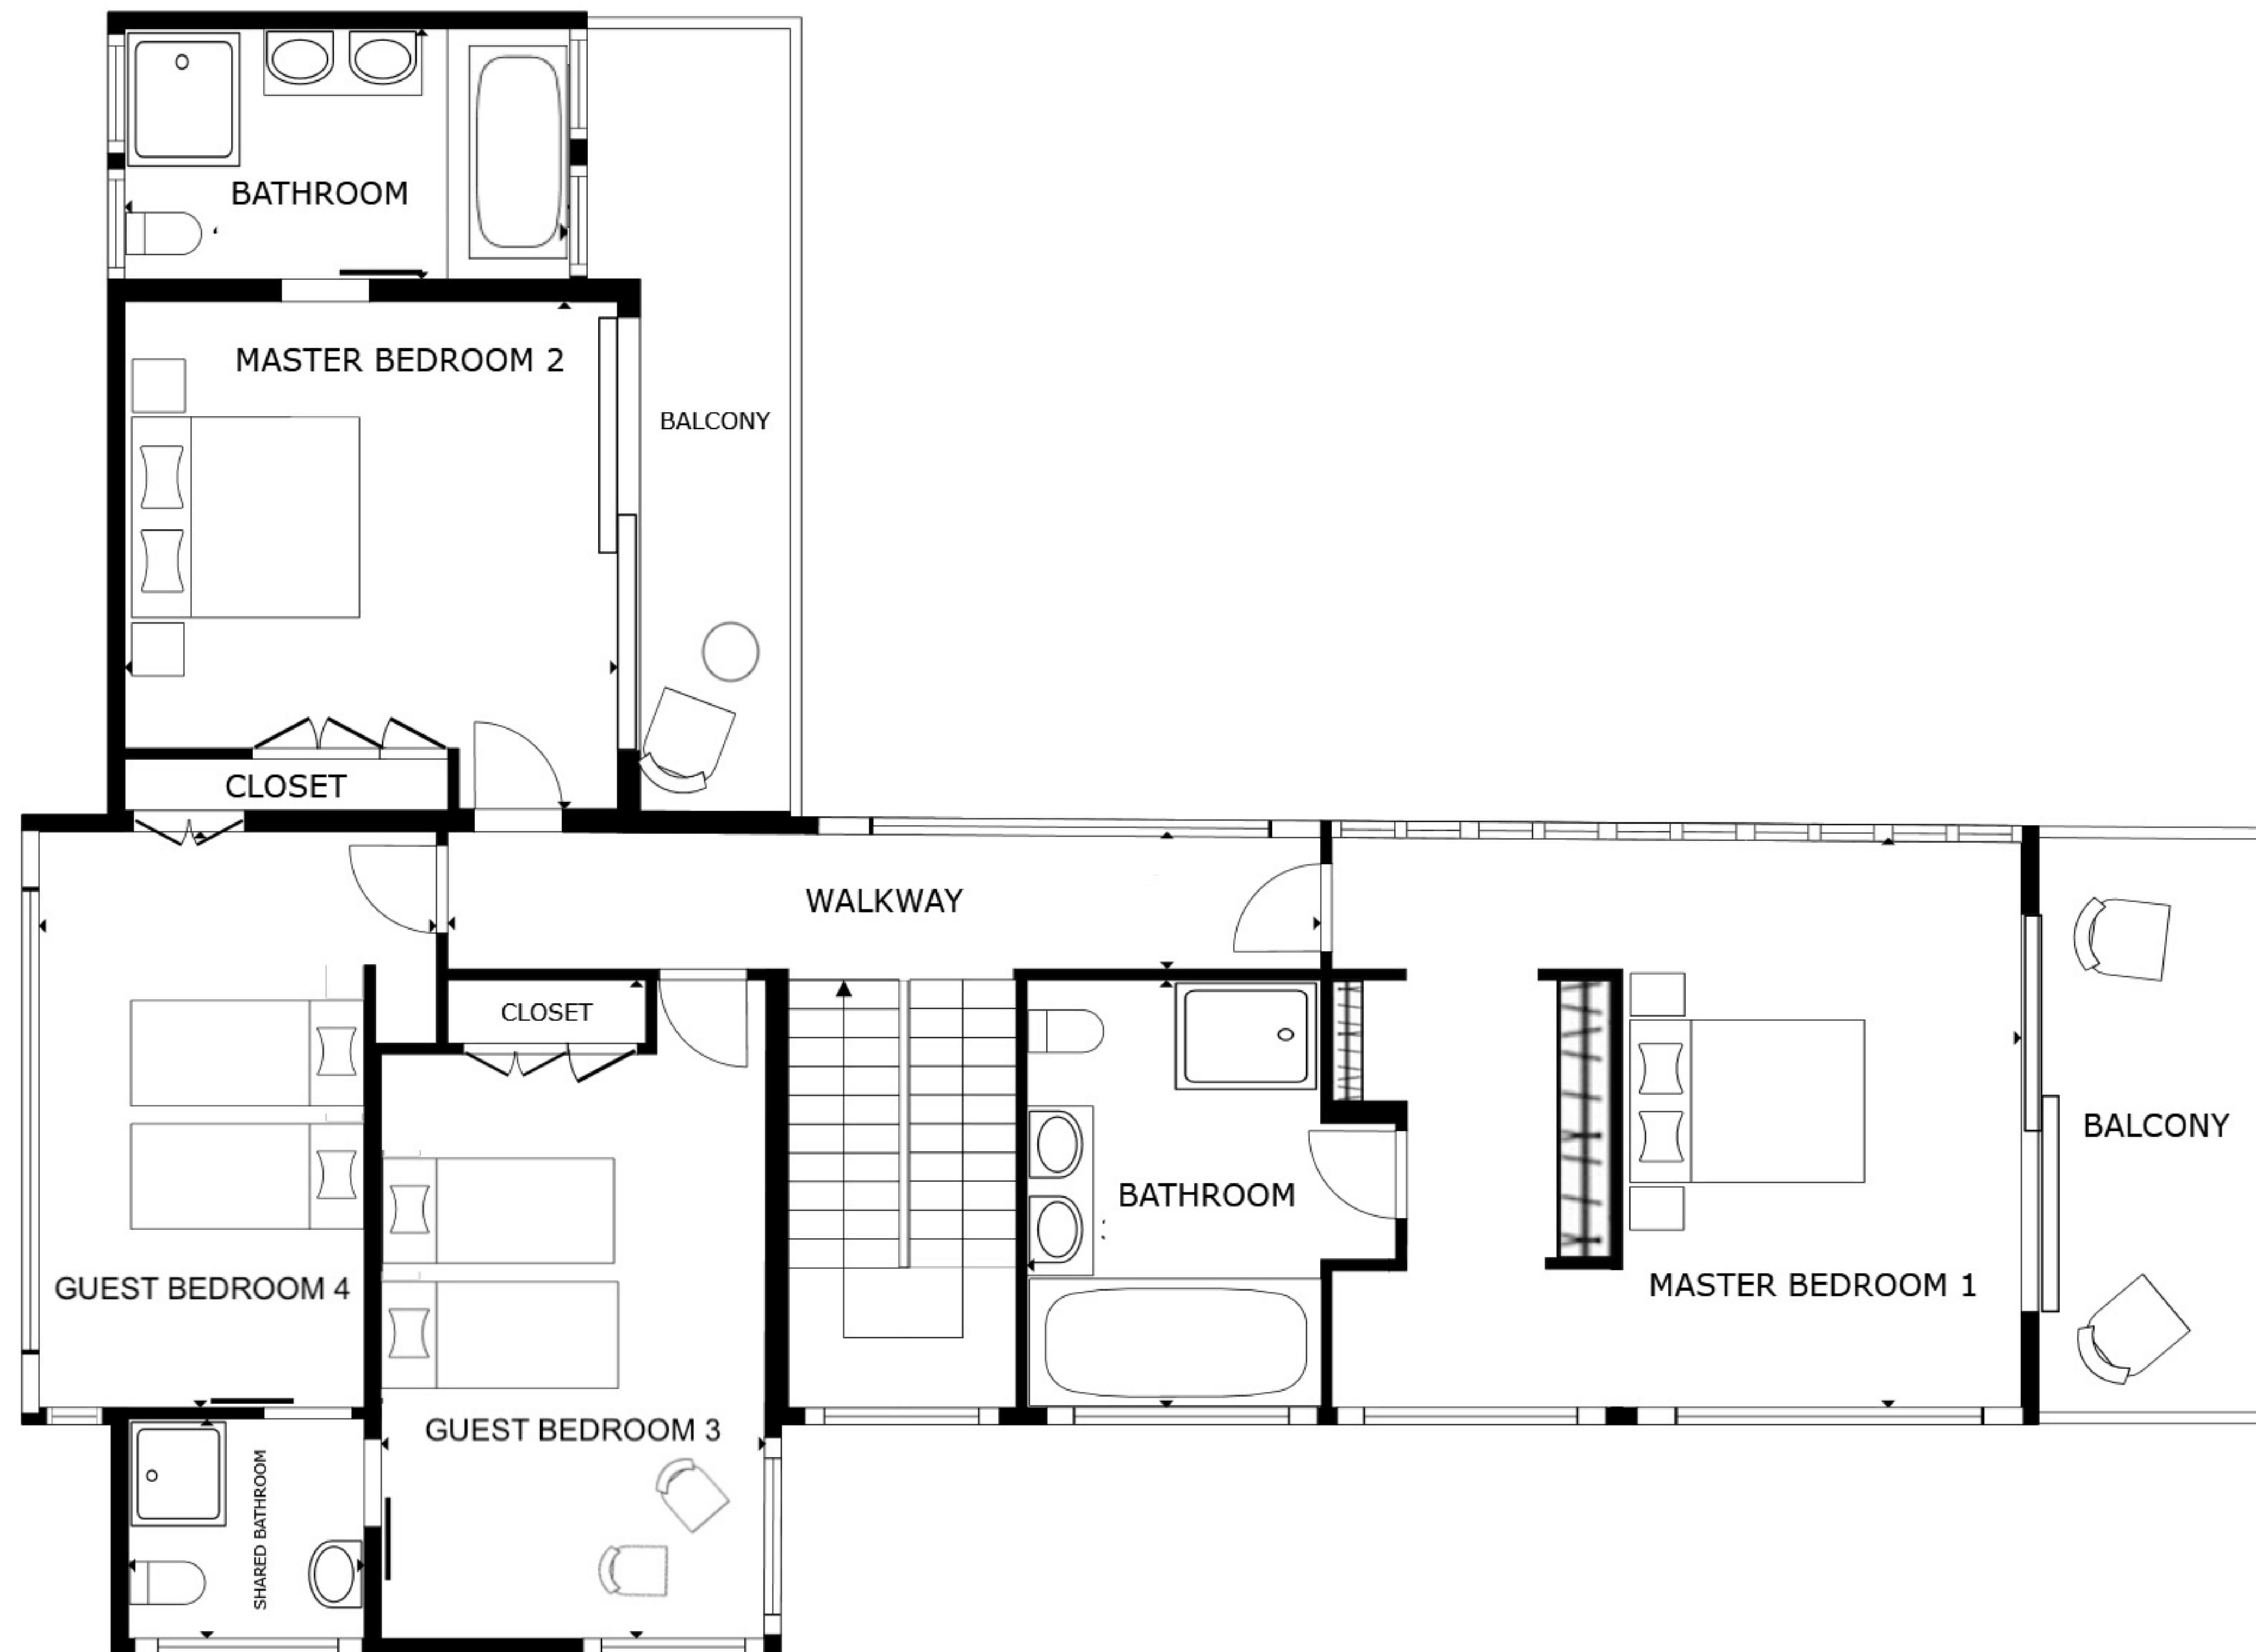 BATHROOM
MASTER BEDROOM 2
BALCONY
CLOSET
WALKWAY
CLOSET
BALCONY
BATHROOM
MASTER BEDROOM 1
GUEST BEDROOM 4
GUEST BEDROOM 3
SHARED BATHROOM